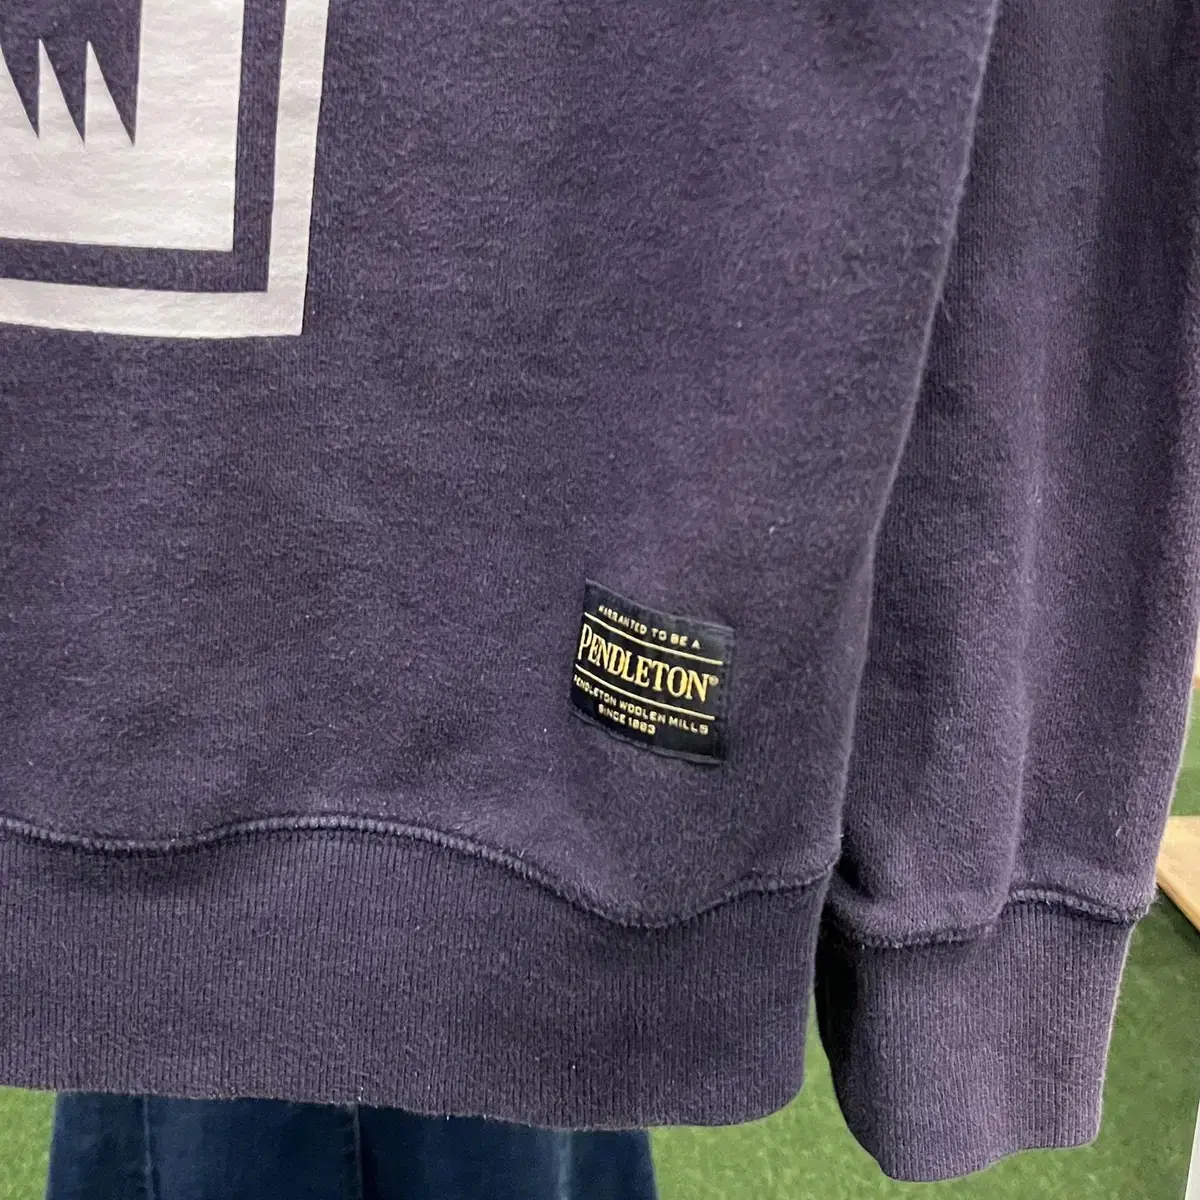 WARRANTED TO BE A
PENDLETON®
PENDLETON WOOLEN MILLS
SINCE 1863